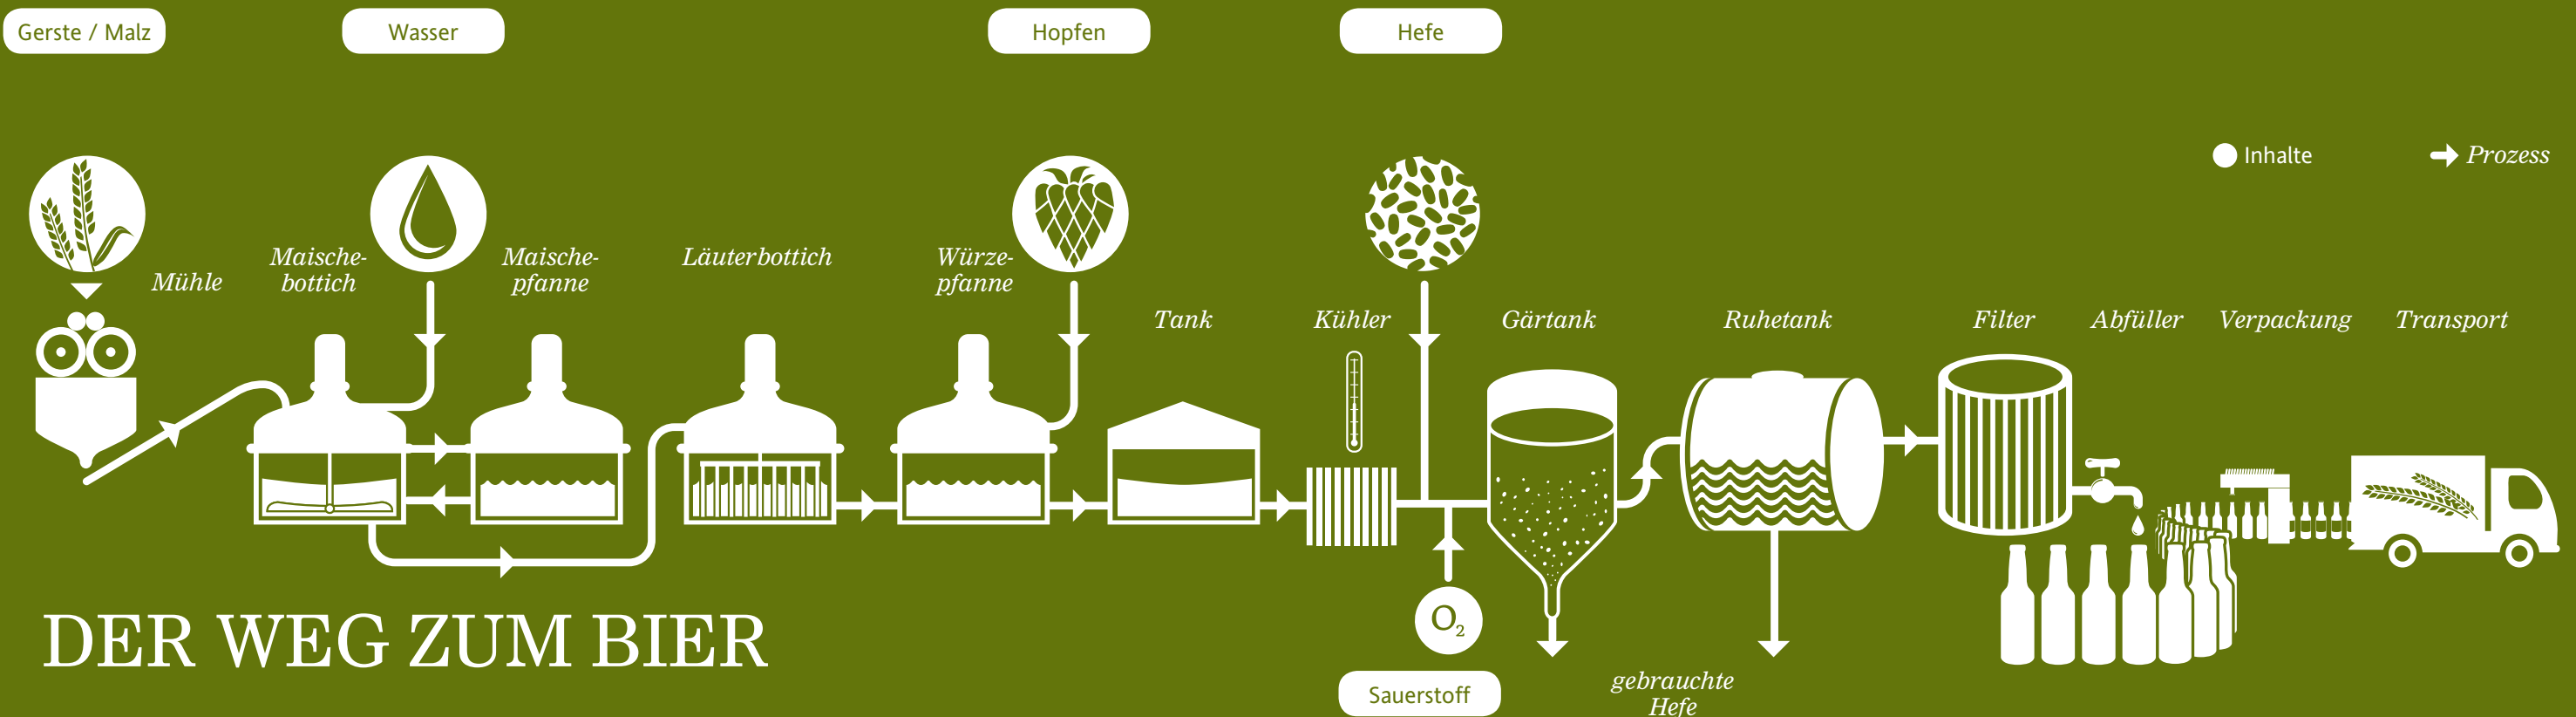 Gerste / Malz
Wasser
Hopfen
Hefe
Inhalte
Prozess
Mühle
Maische-
bottich
Maische-
pfanne
Läuterbottich
Würze-
pfanne
Tank
Kühler
Gärtank
Ruhetank
Filter
Abfüller
Verpackung
Transport
O₂
DER WEG ZUM BIER
Sauerstoff
gebrauchte
Hefe